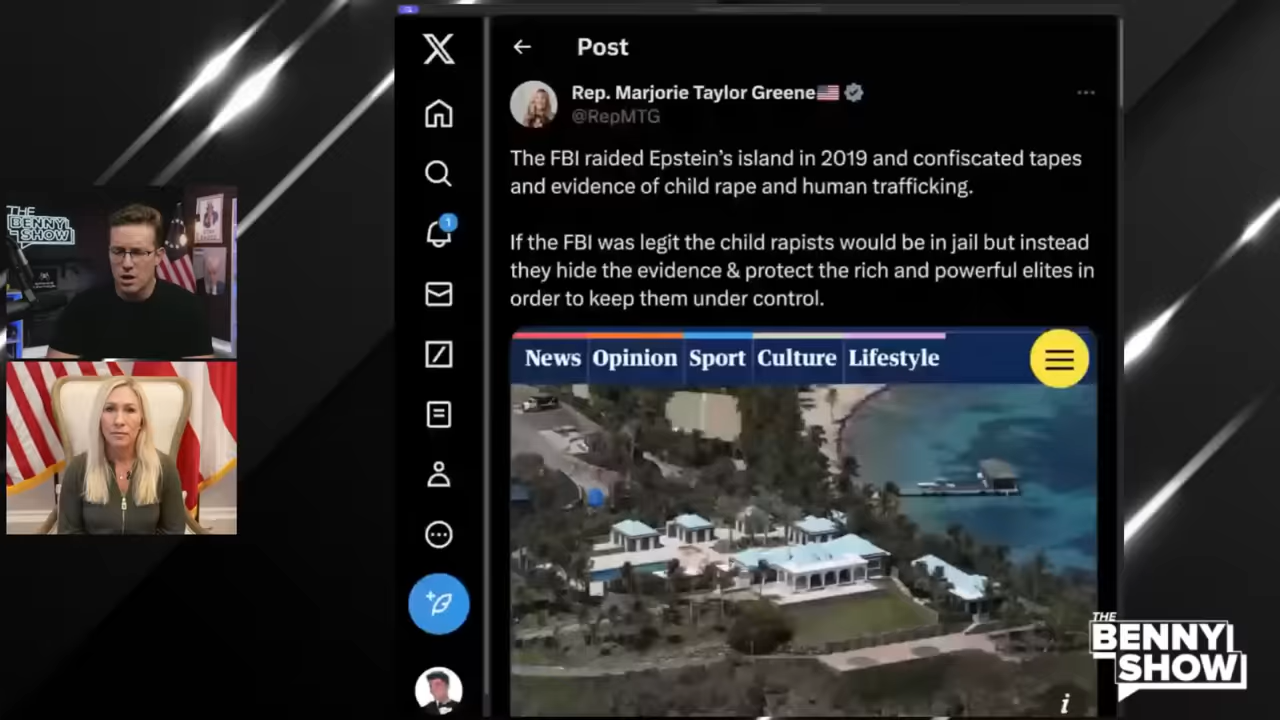 Post
Rep. Marjorie Taylor Greene
@RepMTG
The FBI raided Epstein's island in 2019 and confiscated tapes
and evidence of child rape and human trafficking.
If the FBI was legit the child rapists would be in jail but instead
they hide the evidence & protect the rich and powerful elites in
order to keep them under control.
News Opinion Sport Culture Lifestyle
1
THE
BENNY
SHOW
i
THE
BENNY
SHOW